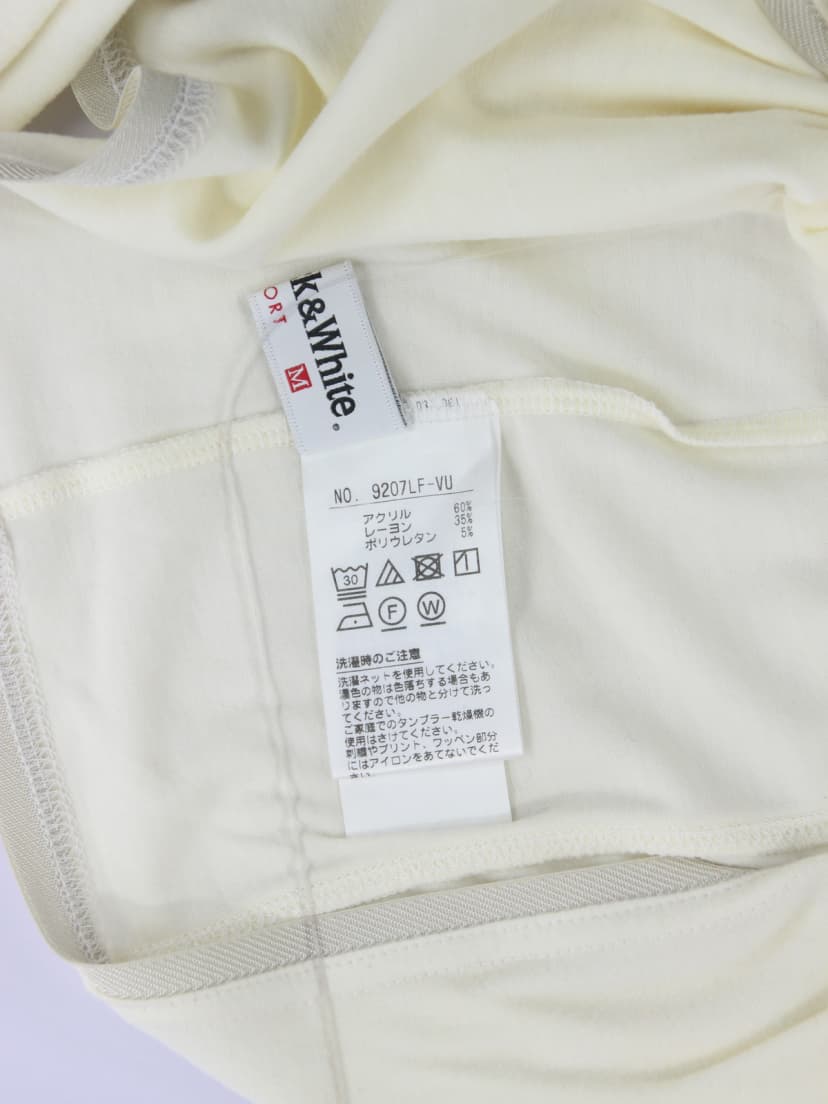 k&White®
ORT
M
NO. 9207LF-VU
アクリル 60%
レーヨン 35%
ポリウレタン 5%
30
F W
洗濯時のご注意
洗濯ネットを使用してください。
濃色の物は色落ちする場合もあ
りますので他の物と分けて洗っ
てください。
ご家庭でのタンブラー乾燥機の
使用はさけてください。
刺繍やプリント、ワッペン部分
にはアイロンをあてないでくだ
さい。